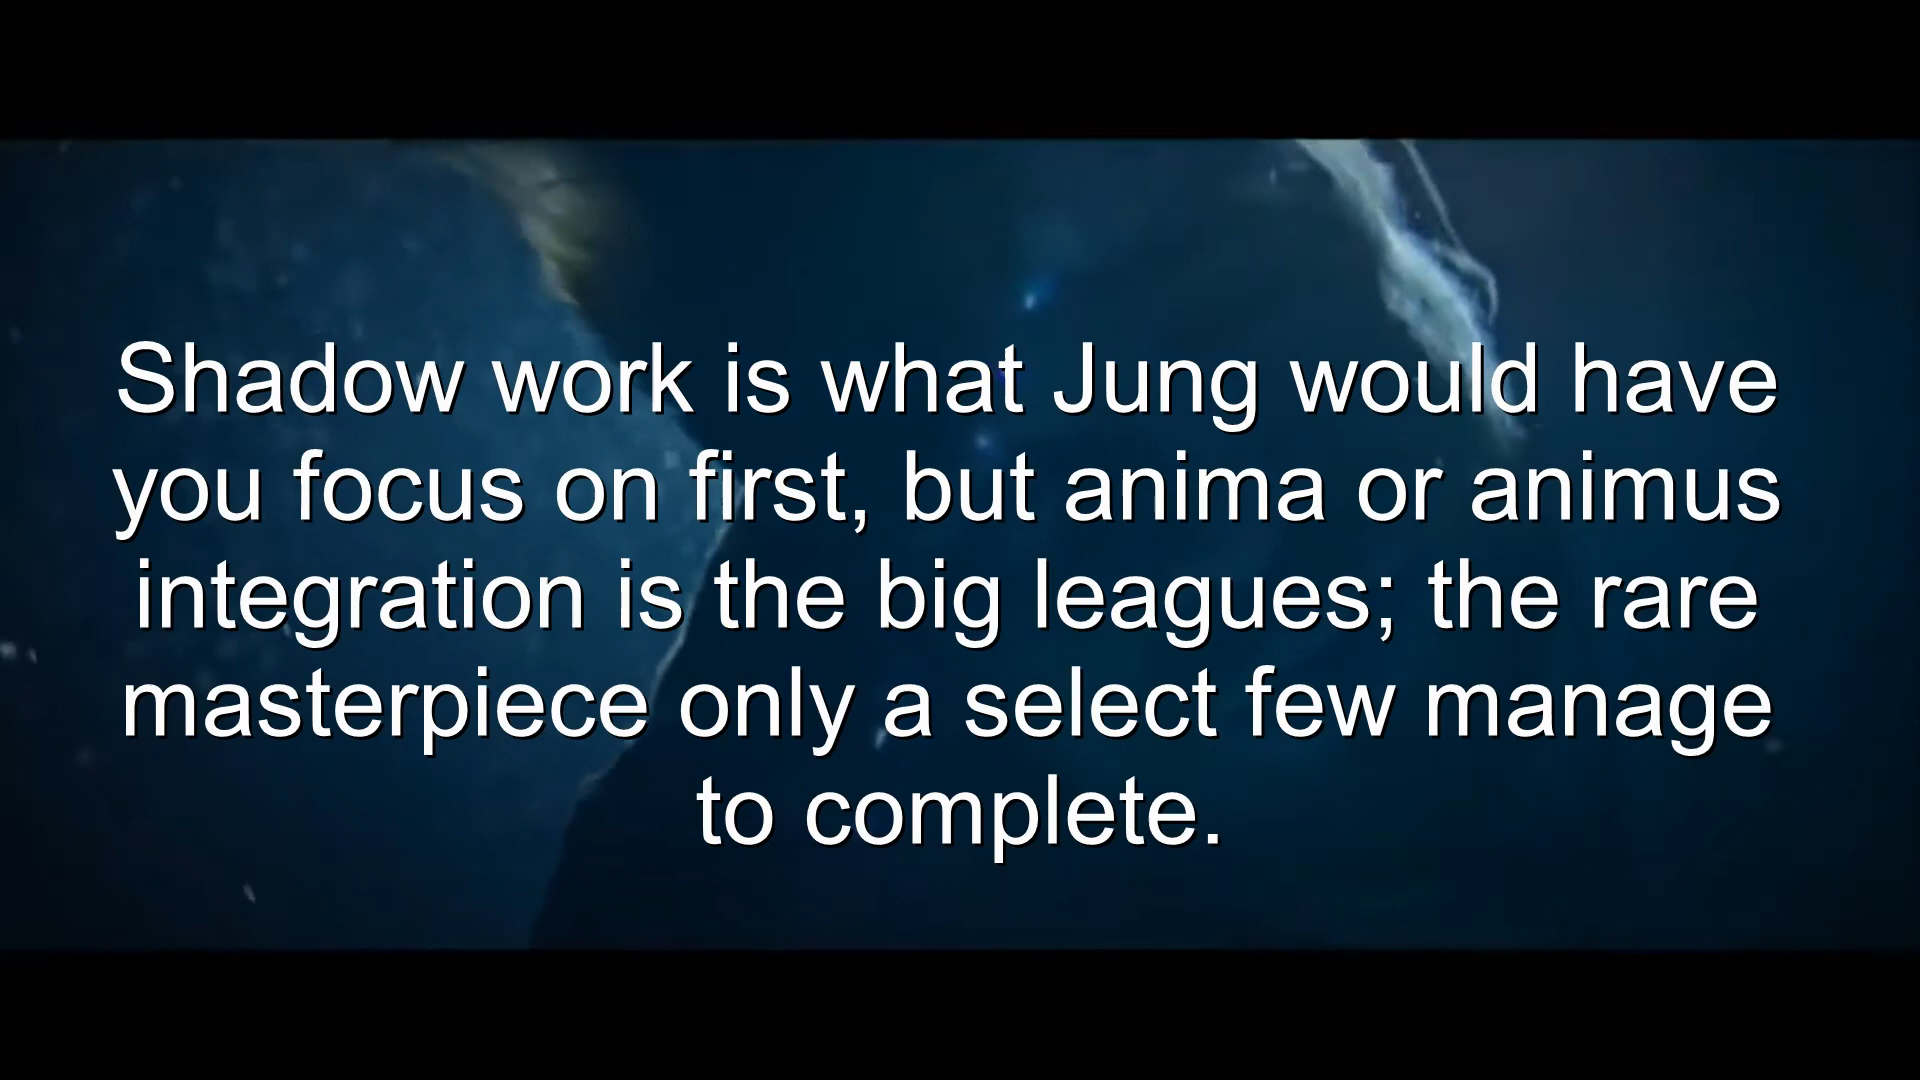 Shadow work is what Jung would have
you focus on first, but anima or animus
integration is the big leagues; the rare
masterpiece only a select few manage
to complete.